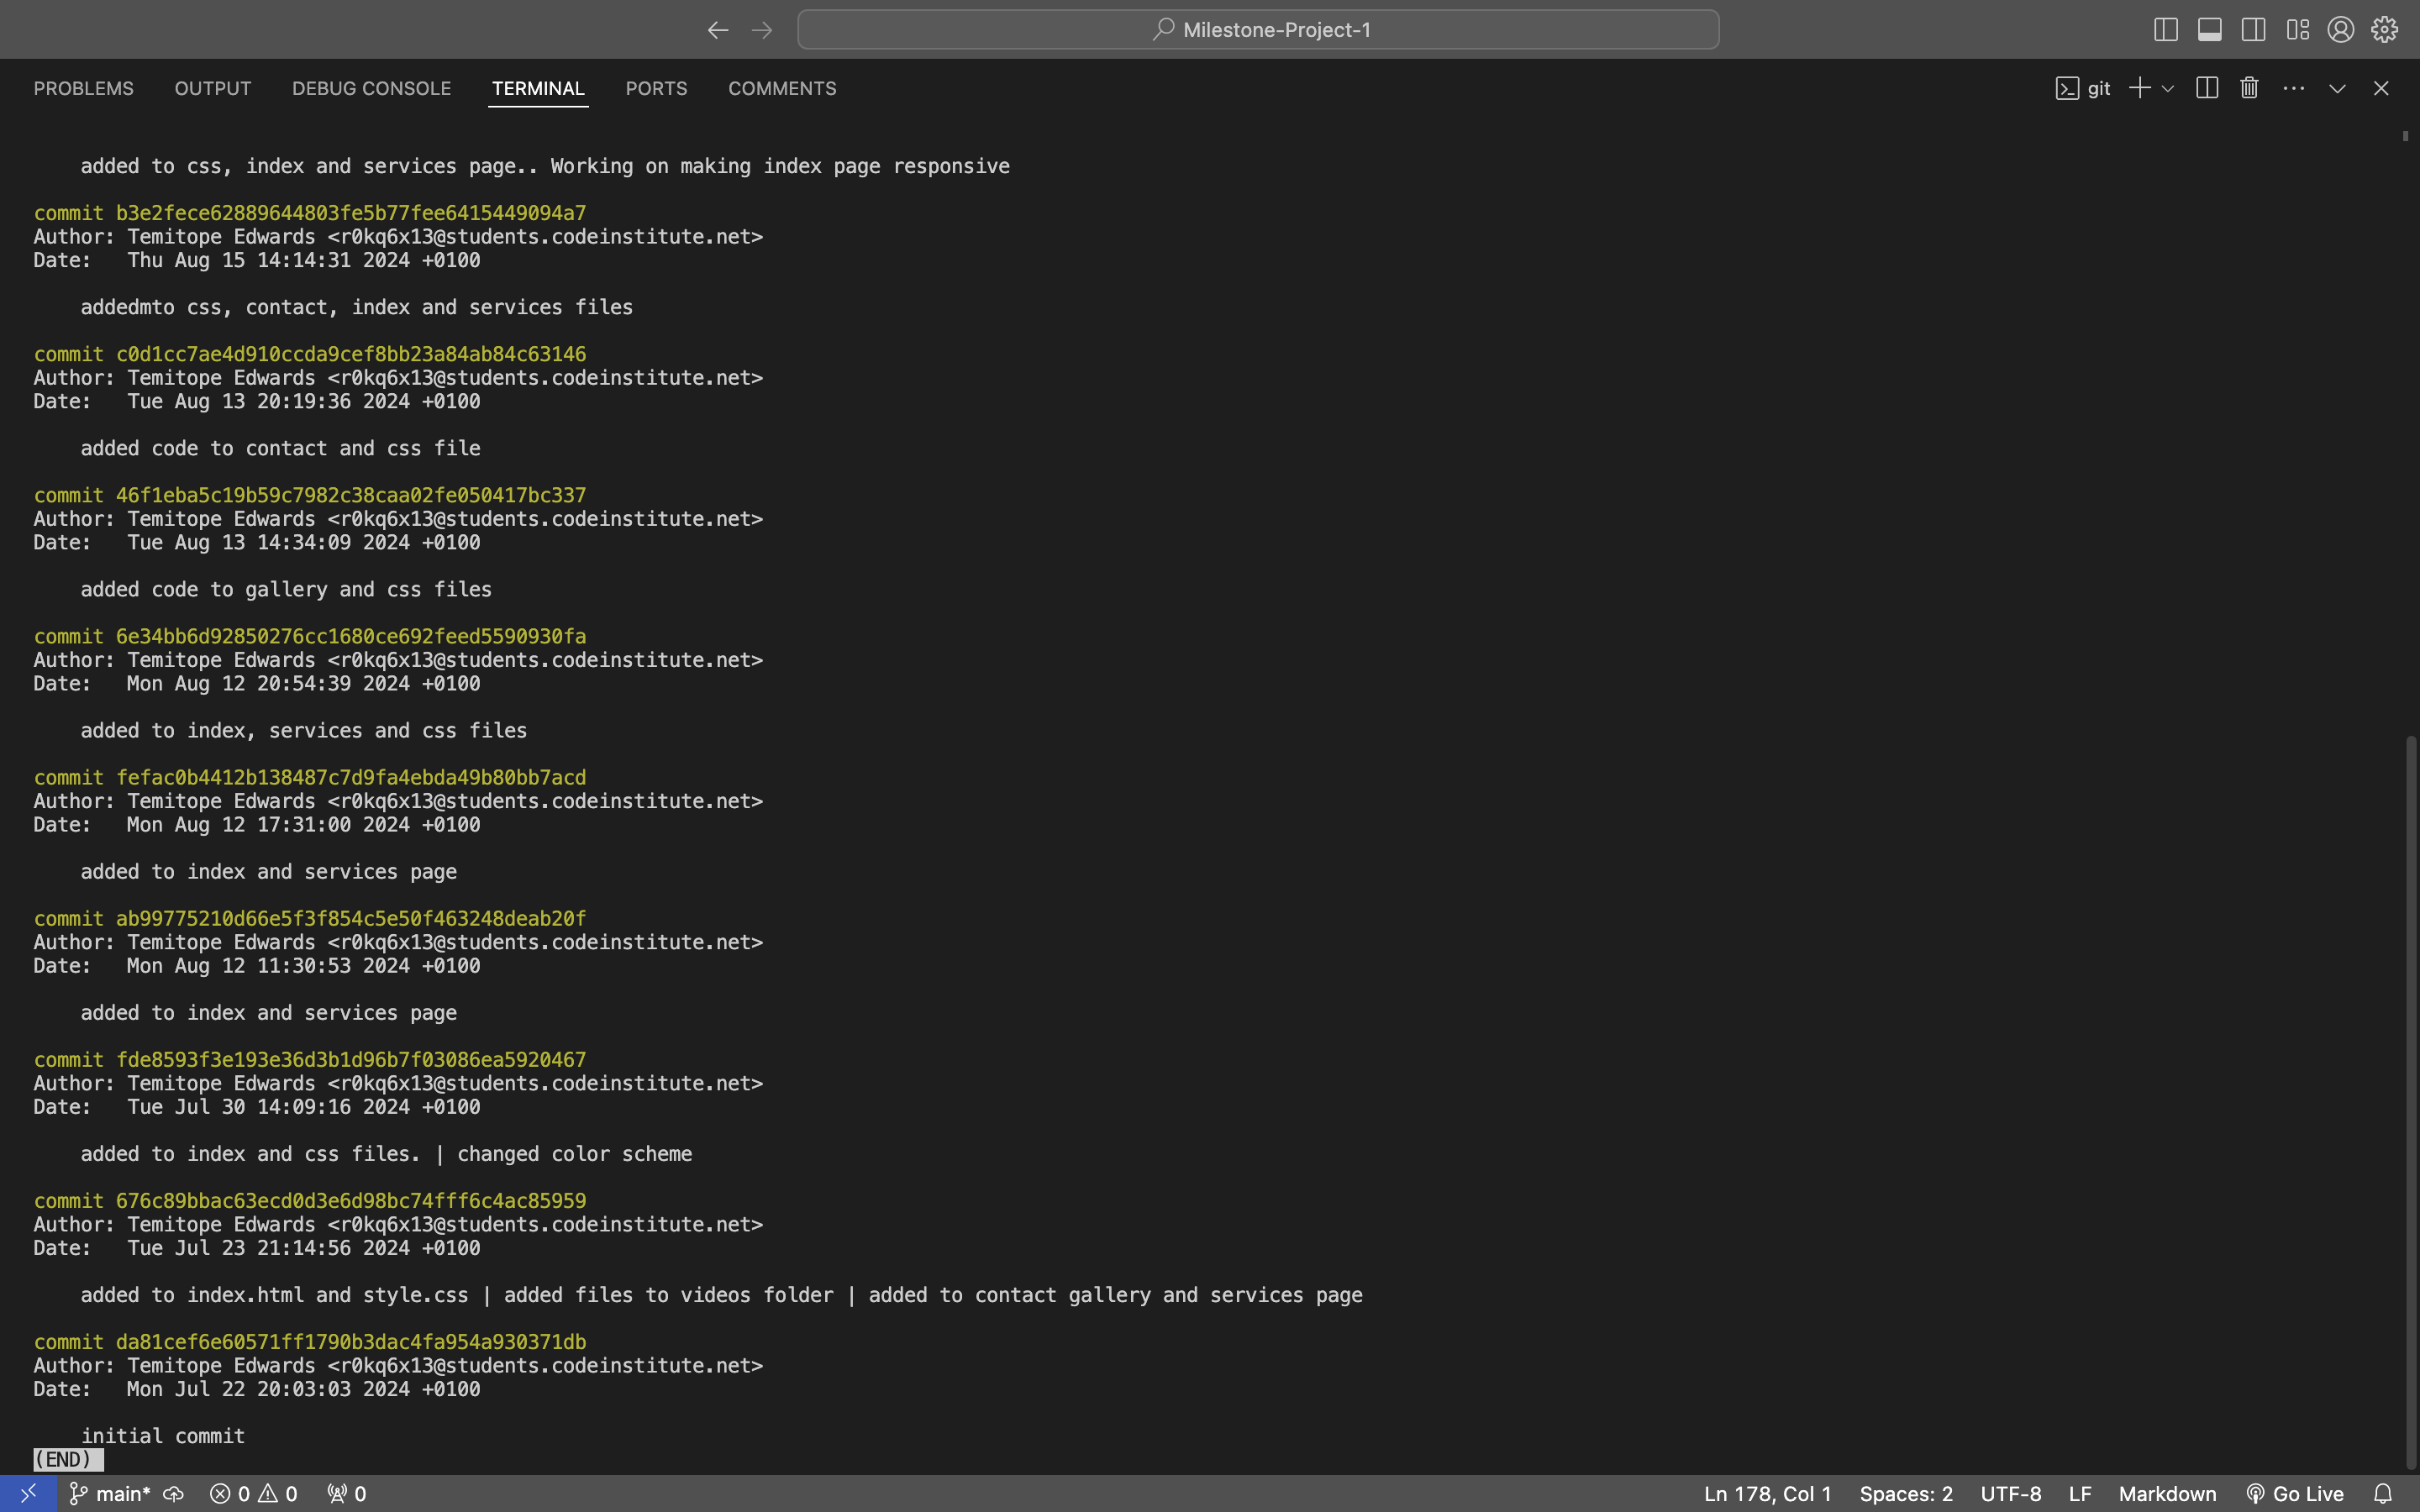 Milestone-Project-1
PROBLEMS OUTPUT DEBUG CONSOLE TERMINAL PORTS COMMENTS
git
added to css, index and services page.. Working on making index page responsive
commit b3e2fece62889644803fe5b77fee6415449094a7
Author: Temitope Edwards <r0kq6x13@students.codeinstitute.net>
Date:   Thu Aug 15 14:14:31 2024 +0100
addedmto css, contact, index and services files
commit c0d1cc7ae4d910ccda9cef8bb23a84ab84c63146
Author: Temitope Edwards <r0kq6x13@students.codeinstitute.net>
Date:   Tue Aug 13 20:19:36 2024 +0100
added code to contact and css file
commit 46f1eba5c19b59c7982c38caa02fe050417bc337
Author: Temitope Edwards <r0kq6x13@students.codeinstitute.net>
Date:   Tue Aug 13 14:34:09 2024 +0100
added code to gallery and css files
commit 6e34bb6d92850276cc1680ce692feed5590930fa
Author: Temitope Edwards <r0kq6x13@students.codeinstitute.net>
Date:   Mon Aug 12 20:54:39 2024 +0100
added to index, services and css files
commit fefac0b4412b138487c7d9fa4ebda49b80bb7acd
Author: Temitope Edwards <r0kq6x13@students.codeinstitute.net>
Date:   Mon Aug 12 17:31:00 2024 +0100
added to index and services page
commit ab99775210d66e5f3f854c5e50f463248deab20f
Author: Temitope Edwards <r0kq6x13@students.codeinstitute.net>
Date:   Mon Aug 12 11:30:53 2024 +0100
added to index and services page
commit fde8593f3e193e36d3b1d96b7f03086ea5920467
Author: Temitope Edwards <r0kq6x13@students.codeinstitute.net>
Date:   Tue Jul 30 14:09:16 2024 +0100
added to index and css files. | changed color scheme
commit 676c89bbac63ecd0d3e6d98bc74fff6c4ac85959
Author: Temitope Edwards <r0kq6x13@students.codeinstitute.net>
Date:   Tue Jul 23 21:14:56 2024 +0100
added to index.html and style.css | added files to videos folder | added to contact gallery and services page
commit da81cef6e60571ff1790b3dac4fa954a930371db
Author: Temitope Edwards <r0kq6x13@students.codeinstitute.net>
Date:   Mon Jul 22 20:03:03 2024 +0100
initial commit
(END)
main* 0 0 0 Ln 178, Col 1 Spaces: 2 UTF-8 LF Markdown Go Live